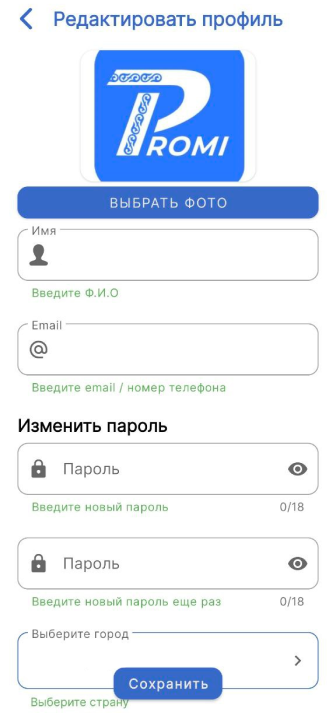 Редактировать профиль
PROMI
ВЫБРАТЬ ФОТО
Имя
Введите Ф.И.О
Email
Введите email / номер телефона
Изменить пароль
Пароль
Введите новый пароль 0/18
Пароль
Введите новый пароль еще раз 0/18
Выберите город
Сохранить
Выберите страну